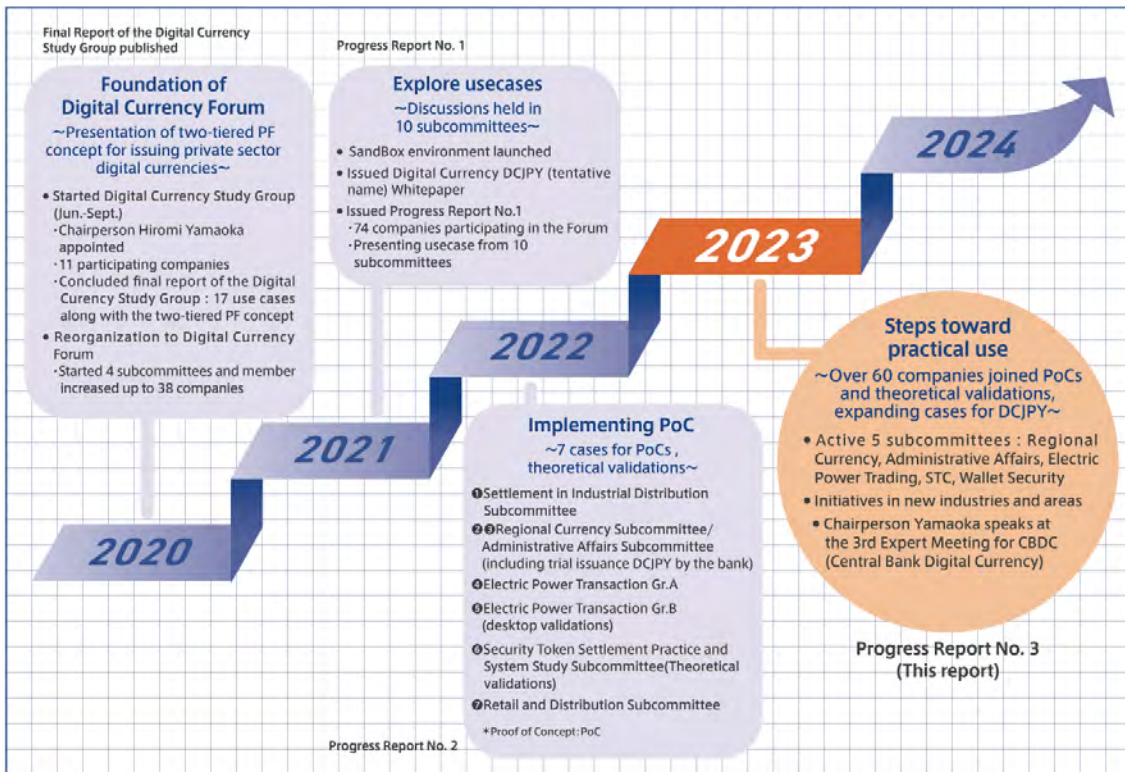 Final Report of the Digital Currency
Study Group published
Foundation of
Digital Currency Forum
~Presentation of two-tiered PF
concept for issuing private sector
digital currencies~
• Started Digital Currency Study Group
(Jun.-Sept.)
・Chairperson Hiromi Yamaoka
appointed
・11 participating companies
・Concluded final report of the Digital
Curency Study Group : 17 use cases
along with the two-tiered PF concept
• Reorganization to Digital Currency
Forum
・Started 4 subcommittees and member
increased up to 38 companies
2020
Progress Report No. 1
Explore usecases
~Discussions held in
10 subcommittees~
• SandBox environment launched
• Issued Digital Currency DCJPY (tentative
name) Whitepaper
• Issued Progress Report No.1
・74 companies participating in the Forum
・Presenting usecase from 10
subcommittees
2021
2022
Implementing PoC
~7 cases for PoCs ,
theoretical validations~
❶Settlement in Industrial Distribution
Subcommittee
❷❸Regional Currency Subcommittee/
Administrative Affairs Subcommittee
(including trial issuance DCJPY by the bank)
❹Electric Power Transaction Gr.A
❺Electric Power Transaction Gr.B
(desktop validations)
❻Security Token Settlement Practice and
System Study Subcommittee(Theoretical
validations)
❼Retail and Distribution Subcommittee
*Proof of Concept:PoC
Progress Report No. 2
2023
Steps toward
practical use
~Over 60 companies joined PoCs
and theoretical validations,
expanding cases for DCJPY~
• Active 5 subcommittees : Regional
Currency, Administrative Affairs, Electric
Power Trading, STC, Wallet Security
• Initiatives in new industries and areas
• Chairperson Yamaoka speaks at
the 3rd Expert Meeting for CBDC
(Central Bank Digital Currency)
Progress Report No. 3
(This report)
2024